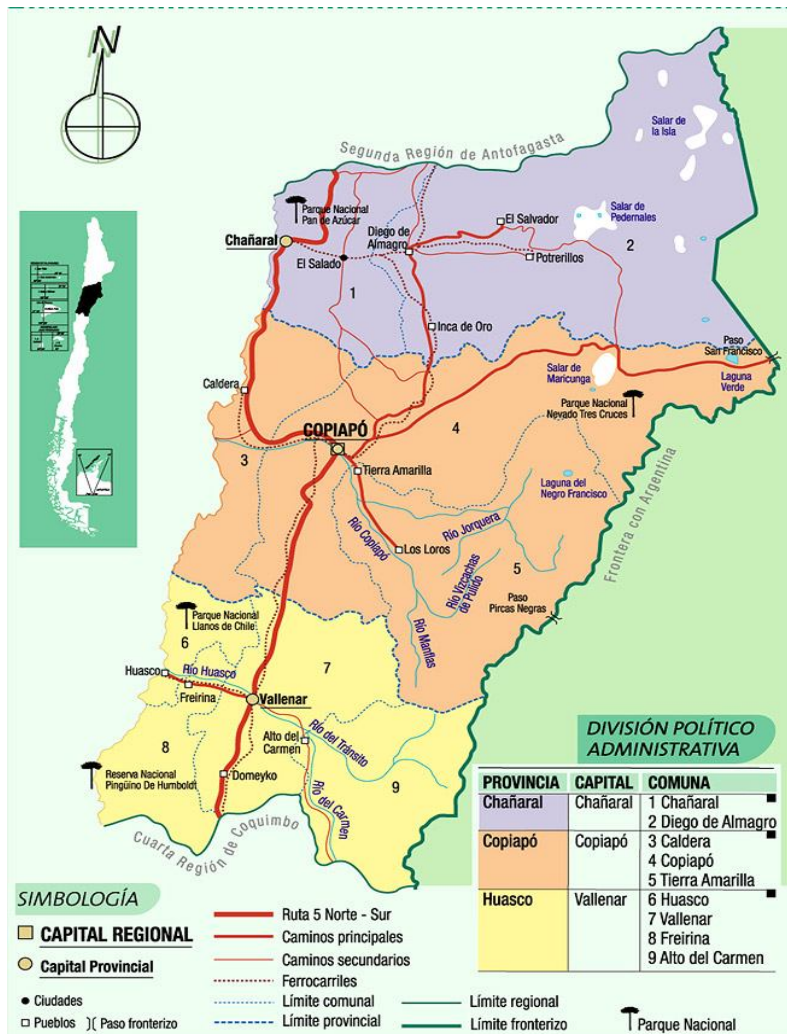 N
Segunda Región de Antofagasta
Salar de
la Isla
Parque Nacional
Pan de Azúcar
Chañaral
El Salado
Diego de
Almagro
El Salvador
Salar de
Pedernales
Potrerillos
1
2
Inca de Oro
Paso
San Francisco
Laguna
Verde
Salar de
Maricunga
Parque Nacional
Nevado Tres Cruces
Caldera
COPIAPÓ
3
4
Tierra Amarilla
Laguna del
Negro Francisco
Río Copiapó
Río Jorquera
Los Loros
Río Vizcachas
de Pulido
5
Paso
Pircas Negras
Río Manflas
Frontera con Argentina
Parque Nacional
Llanos de Chile
6
7
Huasco
Río Huasco
Freirina
Vallenar
8
Alto del
Carmen
Río del Tránsito
Reserva Nacional
Pingüino De Humboldt
Domeyko
Río del Carmen
9
Cuarta Región de Coquimbo
DIVISIÓN POLÍTICO
ADMINISTRATIVA
PROVINCIA CAPITAL COMUNA
Chañaral Chañaral 1 Chañaral
2 Diego de Almagro
Copiapó Copiapó 3 Caldera
4 Copiapó
5 Tierra Amarilla
Huasco Vallenar 6 Huasco
7 Vallenar
8 Freirina
9 Alto del Carmen
SIMBOLOGÍA
CAPITAL REGIONAL
Capital Provincial
Ciudades
Pueblos Paso fronterizo
Ruta 5 Norte - Sur
Caminos principales
Caminos secundarios
Ferrocarriles
Límite comunal
Límite provincial
Límite regional
Límite fronterizo
Parque Nacional